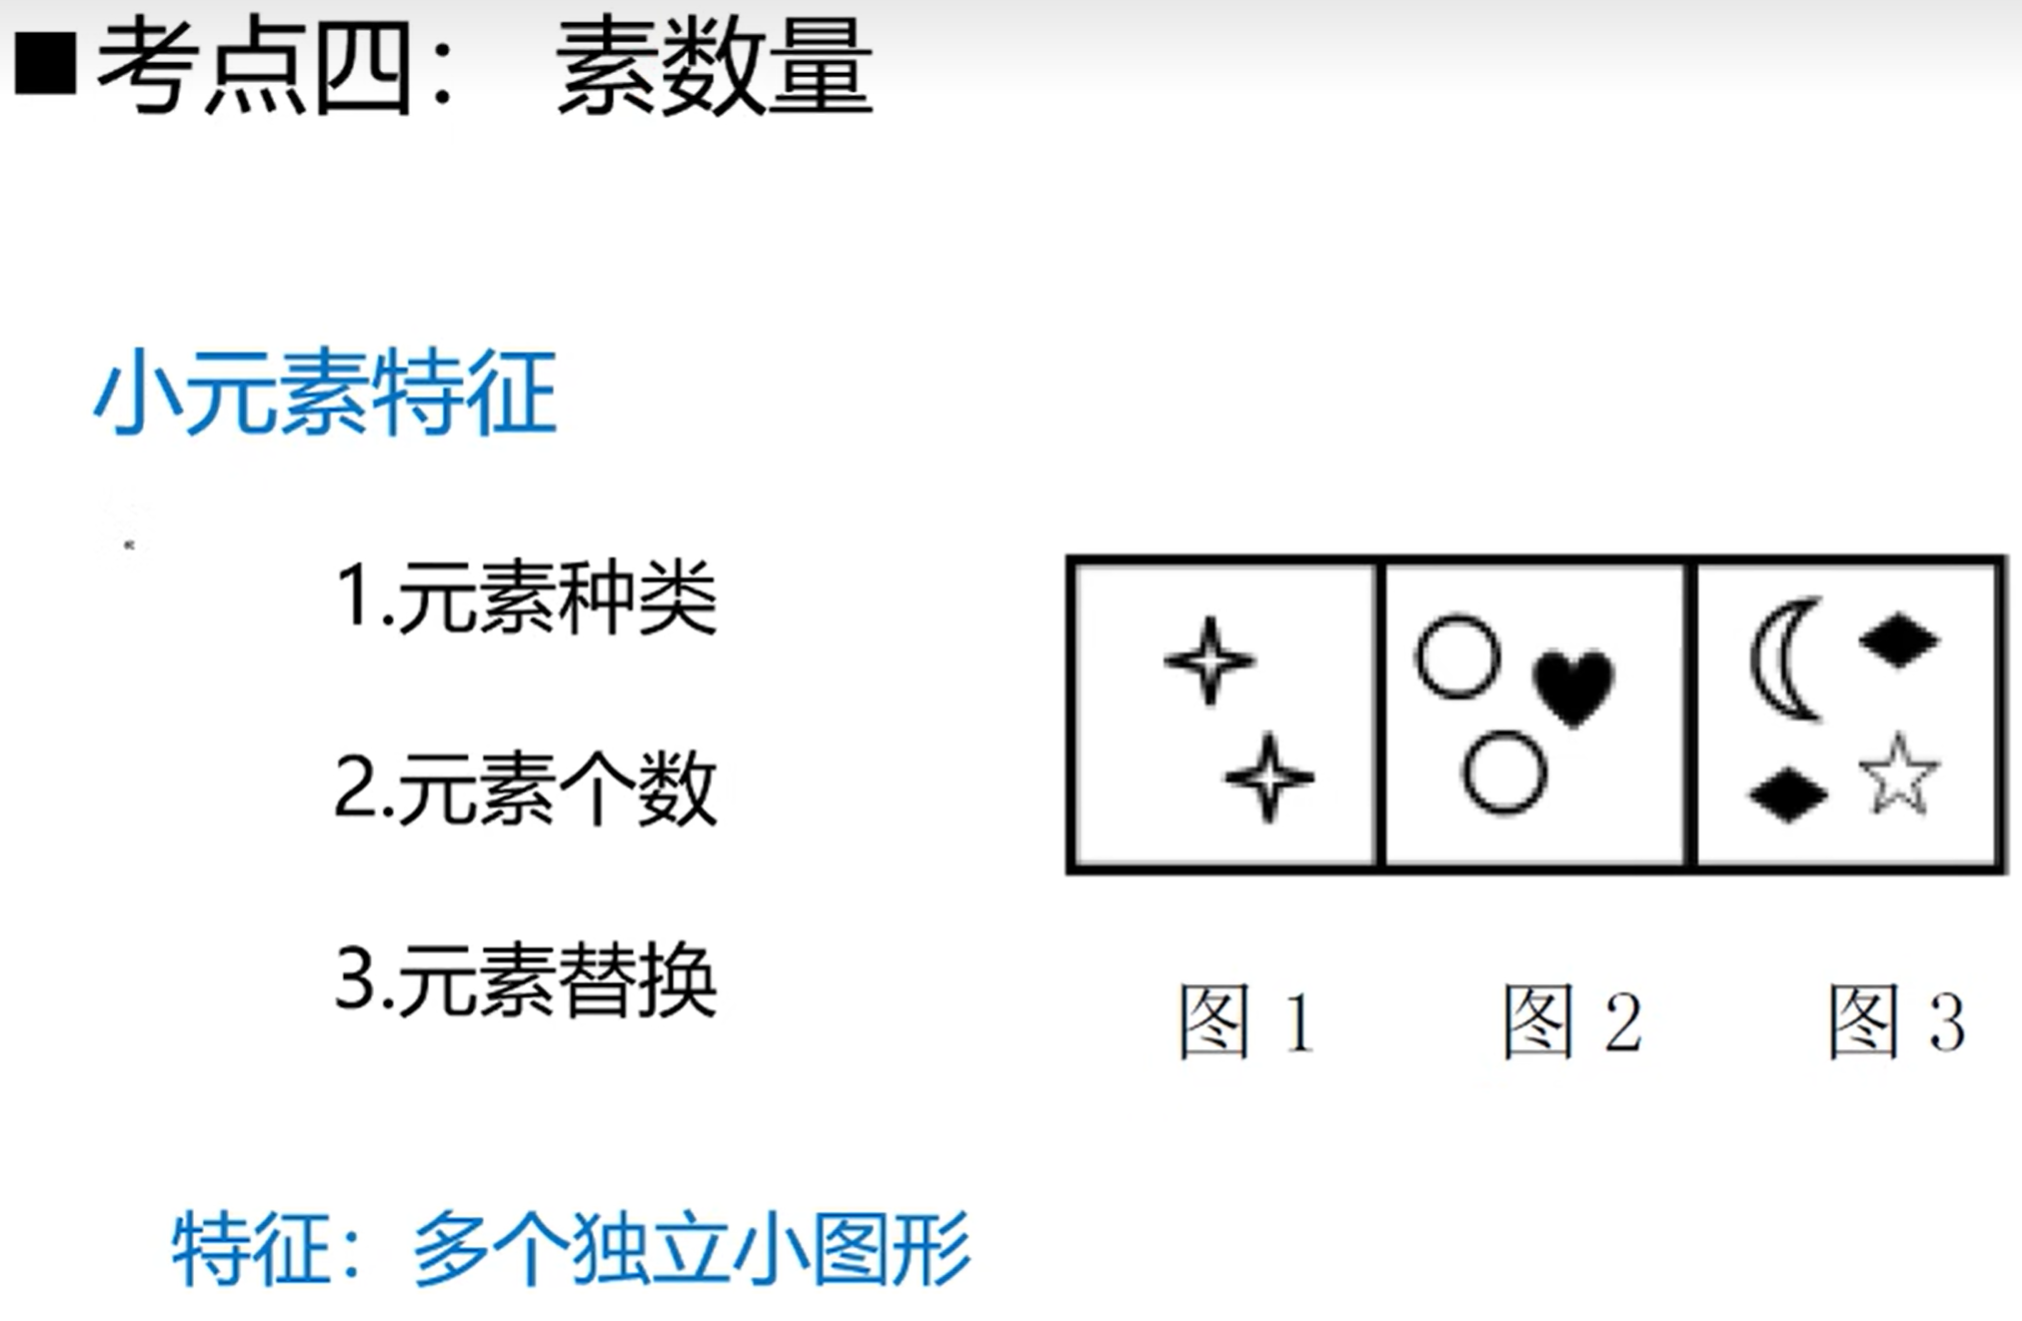 ■考点四： 素数量
小元素特征
1.元素种类
2.元素个数
3.元素替换
图 1 图 2 图 3
特征：多个独立小图形